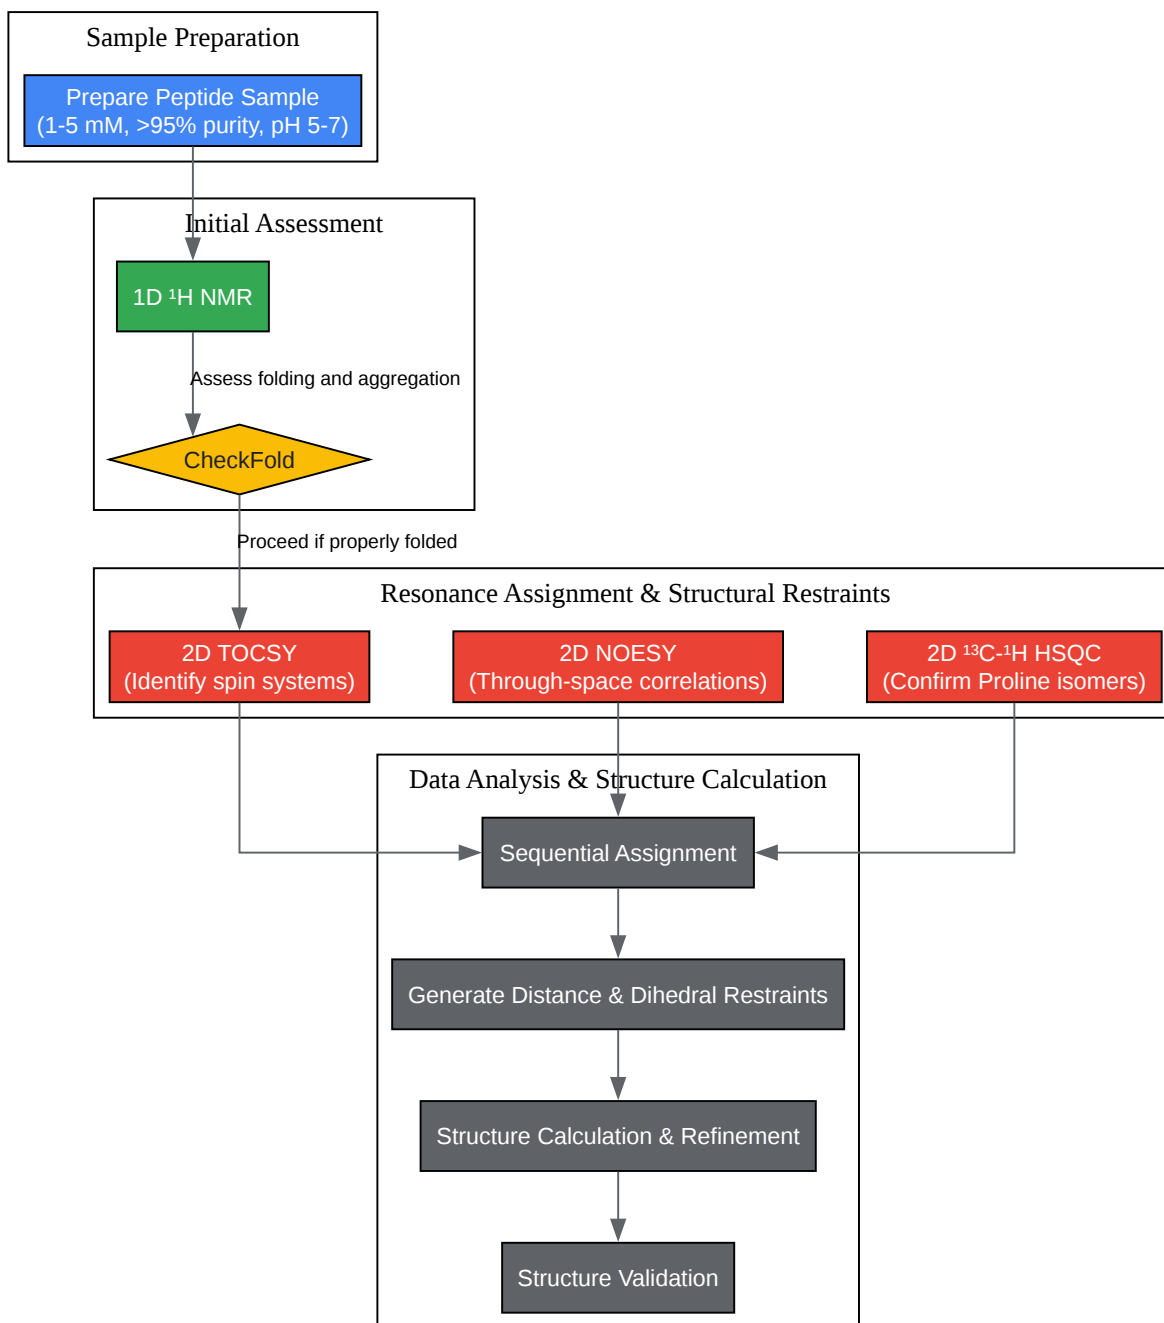 Sample Preparation
Prepare Peptide Sample
(1-5 mM, >95% purity, pH 5-7)
Initial Assessment
1D ¹H NMR
Assess folding and aggregation
CheckFold
Proceed if properly folded
Resonance Assignment & Structural Restraints
2D TOCSY
(Identify spin systems)
2D NOESY
(Through-space correlations)
2D ¹³C-¹H HSQC
(Confirm Proline isomers)
Data Analysis & Structure Calculation
Sequential Assignment
Generate Distance & Dihedral Restraints
Structure Calculation & Refinement
Structure Validation